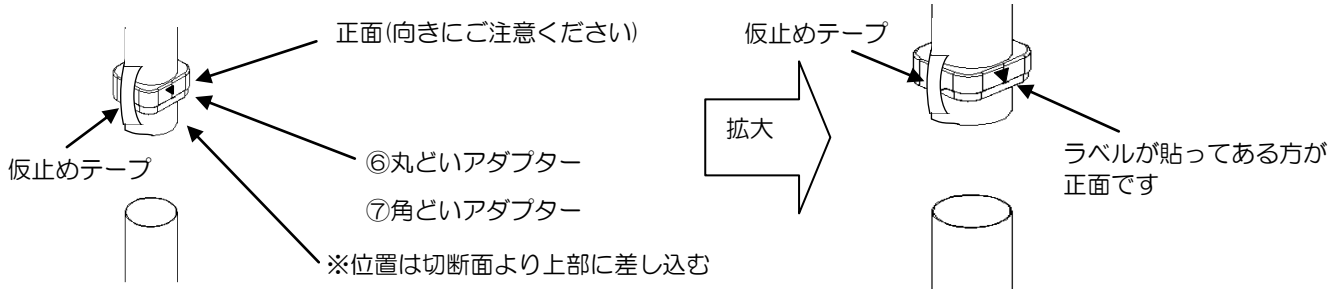 正面(向きにご注意ください)
仮止めテープ
⑥丸どいアダプター
⑦角どいアダプター
※位置は切断面より上部に差し込む
拡大
仮止めテープ
ラベルが貼ってある方が
正面です